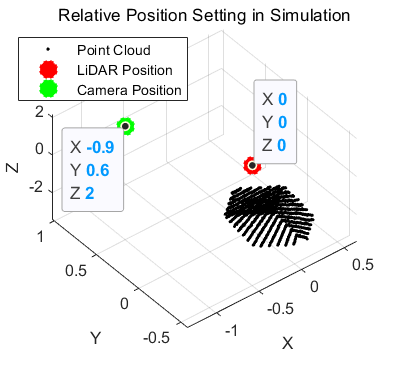 Relative Position Setting in Simulation
Point Cloud
LiDAR Position
Camera Position
X 0
Y 0
Z 0
X -0.9
Y 0.6
Z 2
2
0
-2
Z
1
0.5
0
-0.5
Y
-1
-0.5
0
0.5
X